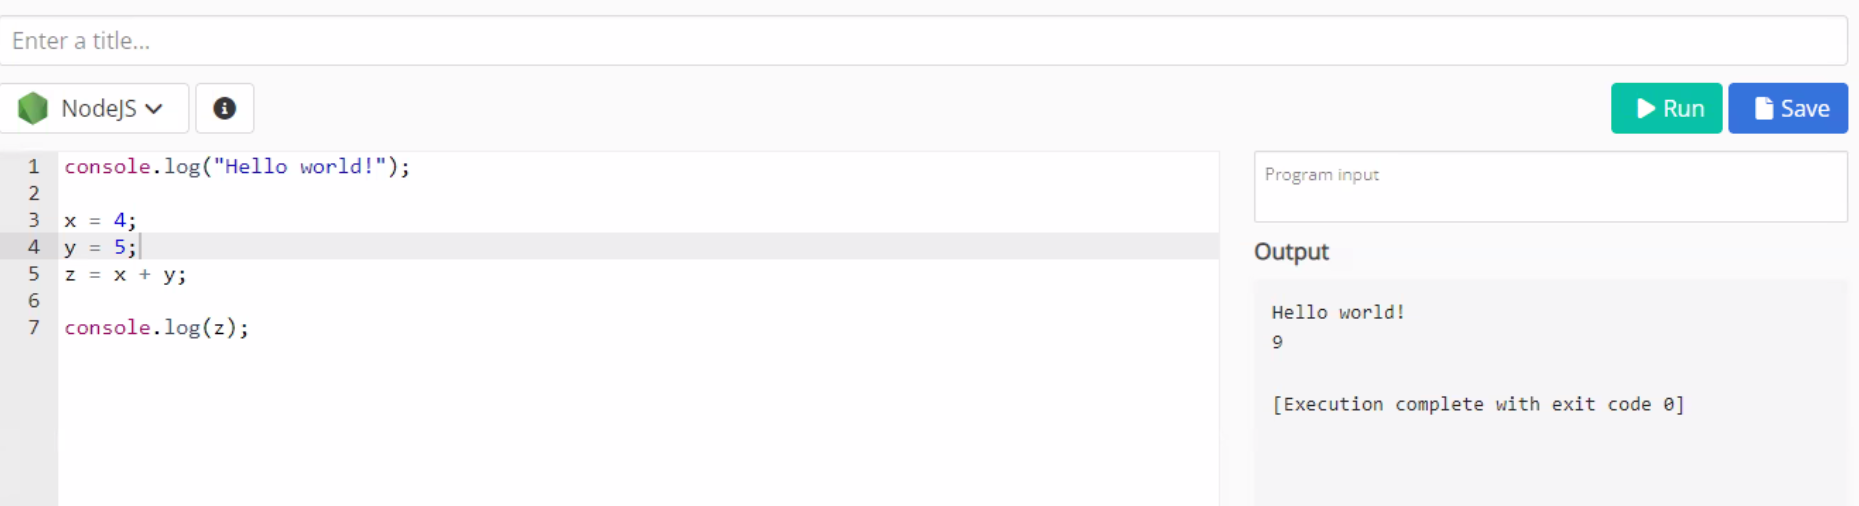 Enter a title...
NodeJS
Run
Save
1 console.log("Hello world!");
2
3 x = 4;
4 y = 5;
5 z = x + y;
6
7 console.log(z);
Program input
Output
Hello world!
9
[Execution complete with exit code 0]